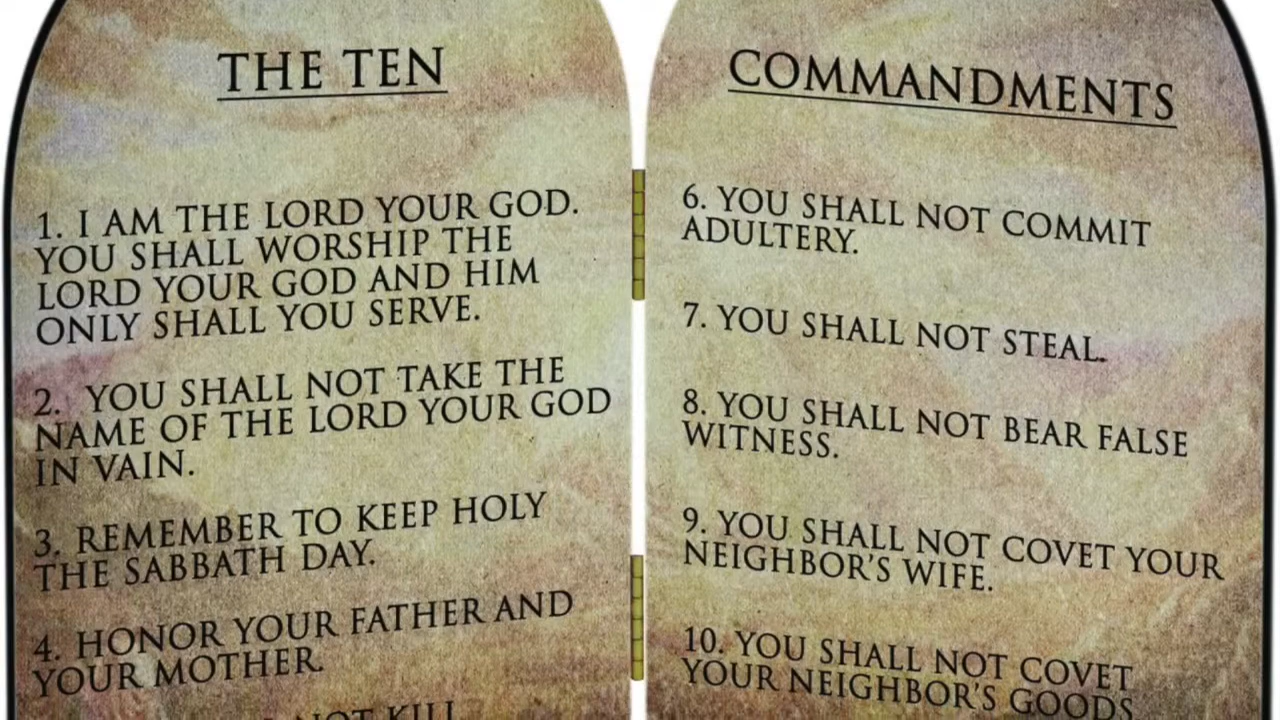 THE TEN
1. I AM THE LORD YOUR GOD.
YOU SHALL WORSHIP THE
LORD YOUR GOD AND HIM
ONLY SHALL YOU SERVE.
2. YOU SHALL NOT TAKE THE
NAME OF THE LORD YOUR GOD
IN VAIN.
3. REMEMBER TO KEEP HOLY
THE SABBATH DAY.
4. HONOR YOUR FATHER AND
YOUR MOTHER.
NOT KILL
COMMANDMENTS
6. YOU SHALL NOT COMMIT
ADULTERY.
7. YOU SHALL NOT STEAL.
8. YOU SHALL NOT BEAR FALSE
WITNESS.
9. YOU SHALL NOT COVET YOUR
NEIGHBOR'S WIFE.
10. YOU SHALL NOT COVET
YOUR NEIGHBOR'S GOODS